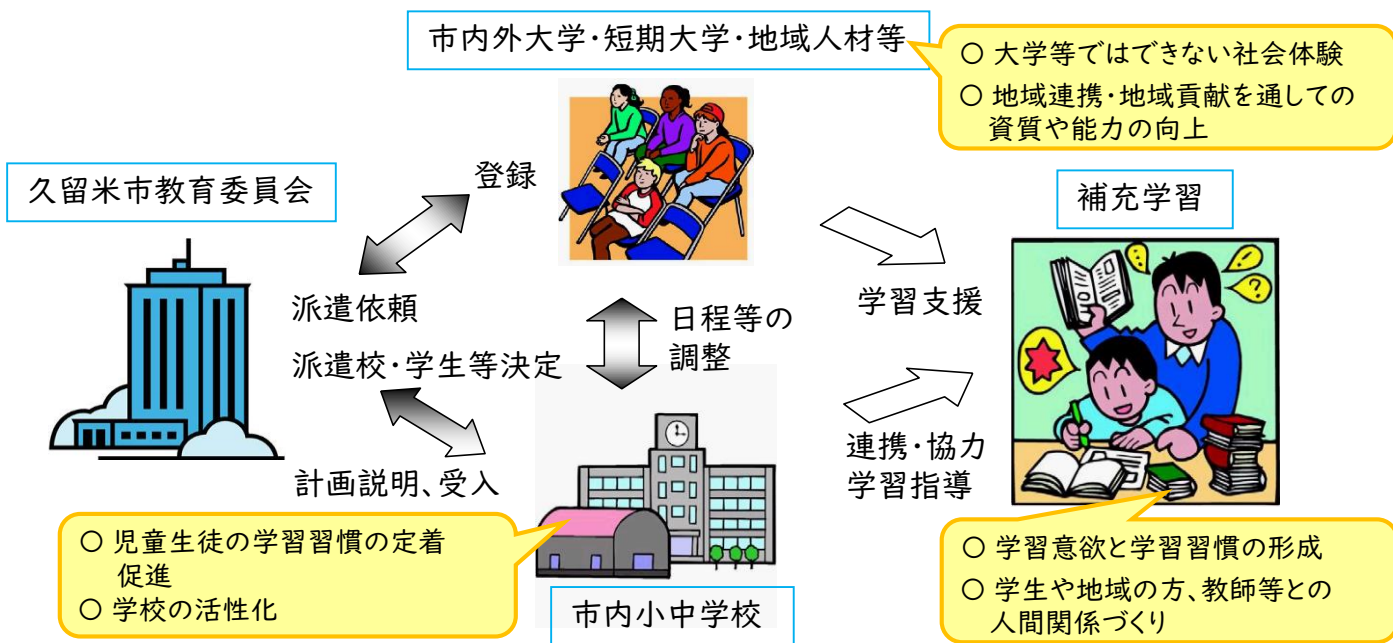 市内外大学・短期大学・地域人材等
○ 大学等ではできない社会体験
○ 地域連携・地域貢献を通しての
資質や能力の向上
久留米市教育委員会
登録
補充学習
派遣依頼
日程等の
調整
学習支援
派遣校・学生等決定
連携・協力
学習指導
計画説明、受入
○ 児童生徒の学習習慣の定着
促進
○ 学校の活性化
市内小中学校
○ 学習意欲と学習習慣の形成
○ 学生や地域の方、教師等との
人間関係づくり